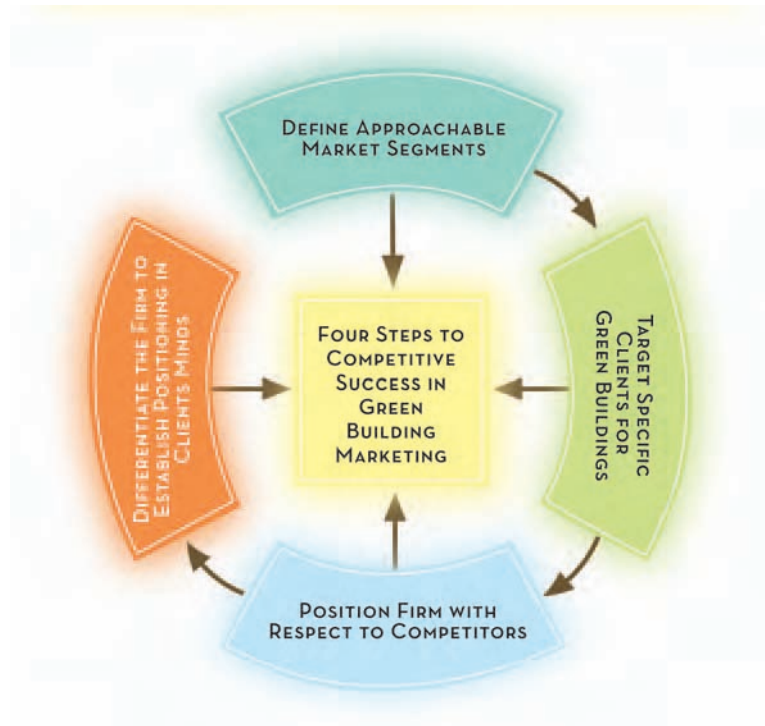 DEFINE APPROACHABLE
MARKET SEGMENTS
TARGET SPECIFIC
CLIENTS FOR
GREEN BUILDINGS
POSITION FIRM WITH
RESPECT TO COMPETITORS
DIFFERENTIATE THE FIRM TO
ESTABLISH POSITIONING IN
CLIENTS MINDS
FOUR STEPS TO
COMPETITIVE
SUCCESS IN
GREEN
BUILDING
MARKETING